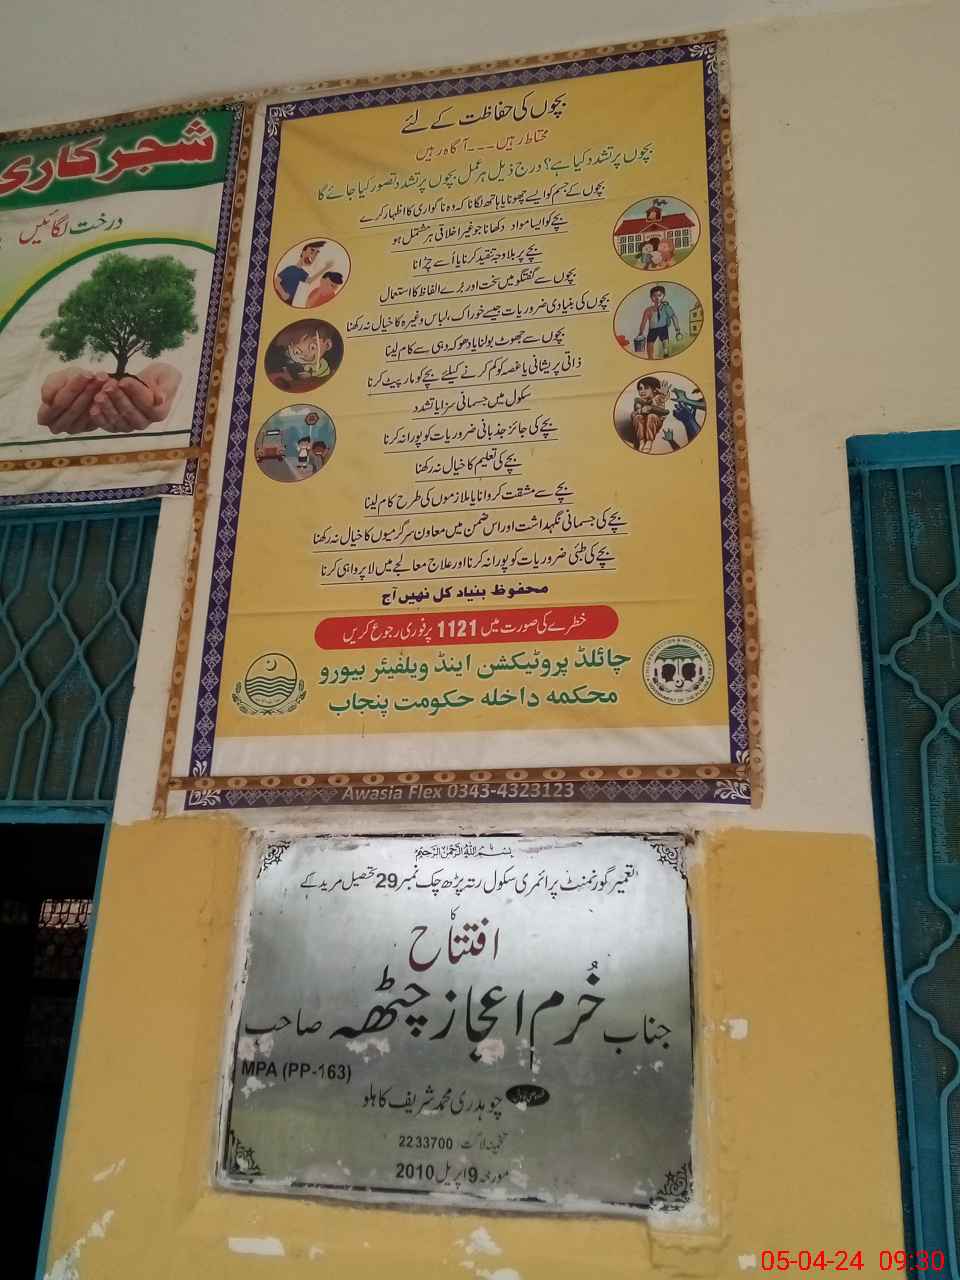 شجر کاری
درخت لگائیں
بچوں کی حفاظت کے لئے
محتاط رہیں۔۔۔آگاہ رہیں
بچوں پر تشدد کیا ہے؟ درج ذیل ہر عمل بچوں پر تشدد تصور کیا جائے گا
بچوں کے جسم کو ایسے چھونا یا ہاتھ لگانا کہ وہ ناگواری کا اظہار کرے
بچے کو ایسا مواد دکھانا جو غیر اخلاقی پر مشتمل ہو
بچے پر بلاوجہ تنقید کرنا یا اُسے چڑانا
بچوں سے گفتگو میں سخت اور بُرے الفاظ کا استعمال
بچوں کی بنیادی ضروریات جیسے خوراک، لباس وغیرہ کا خیال نہ رکھنا
بچوں سے جھوٹ بولنا یا دھوکہ دہی سے کام لینا
ذاتی پریشانی یا غصہ کو کم کرنے کیلئے بچے کو مار پیٹ کرنا
سکول میں جسمانی سزا یا تشدد
بچے کی جائز جذباتی ضروریات کو پورا نہ کرنا
بچے کی تعلیم کا خیال نہ رکھنا
بچے سے مشقت کروانا یا ملازموں کی طرح کام لینا
بچے کی جسمانی نگہداشت اور اس ضمن میں معاون سرگرمیوں کا خیال نہ رکھنا
بچے کی طبّی ضروریات کو پورا نہ کرنا اور علاج معالجے میں لاپرواہی کرنا
محفوظ بنیاد کل نہیں آج
خطرے کی صورت میں 1121 پر فوری رجوع کریں
چائلڈ پروٹیکشن اینڈ ویلفیئر بیورو
محکمہ داخلہ حکومت پنجاب
Awasia Flex 0343-4323123
بسم اللہ الرحمٰن الرحیم
تعمیر گورنمنٹ پرائمری سکول رتہ پڑھ چک نمبر 29 تحصیل مریدکے
کا
افتتاح
جناب خُرم اعجاز چٹھہ صاحب
MPA (PP-163)
چوہدری محمد شریف کاہلو
تخمینہ لاگت: 2233700
مورخہ 9 اپریل 2010
05-04-24 09:30